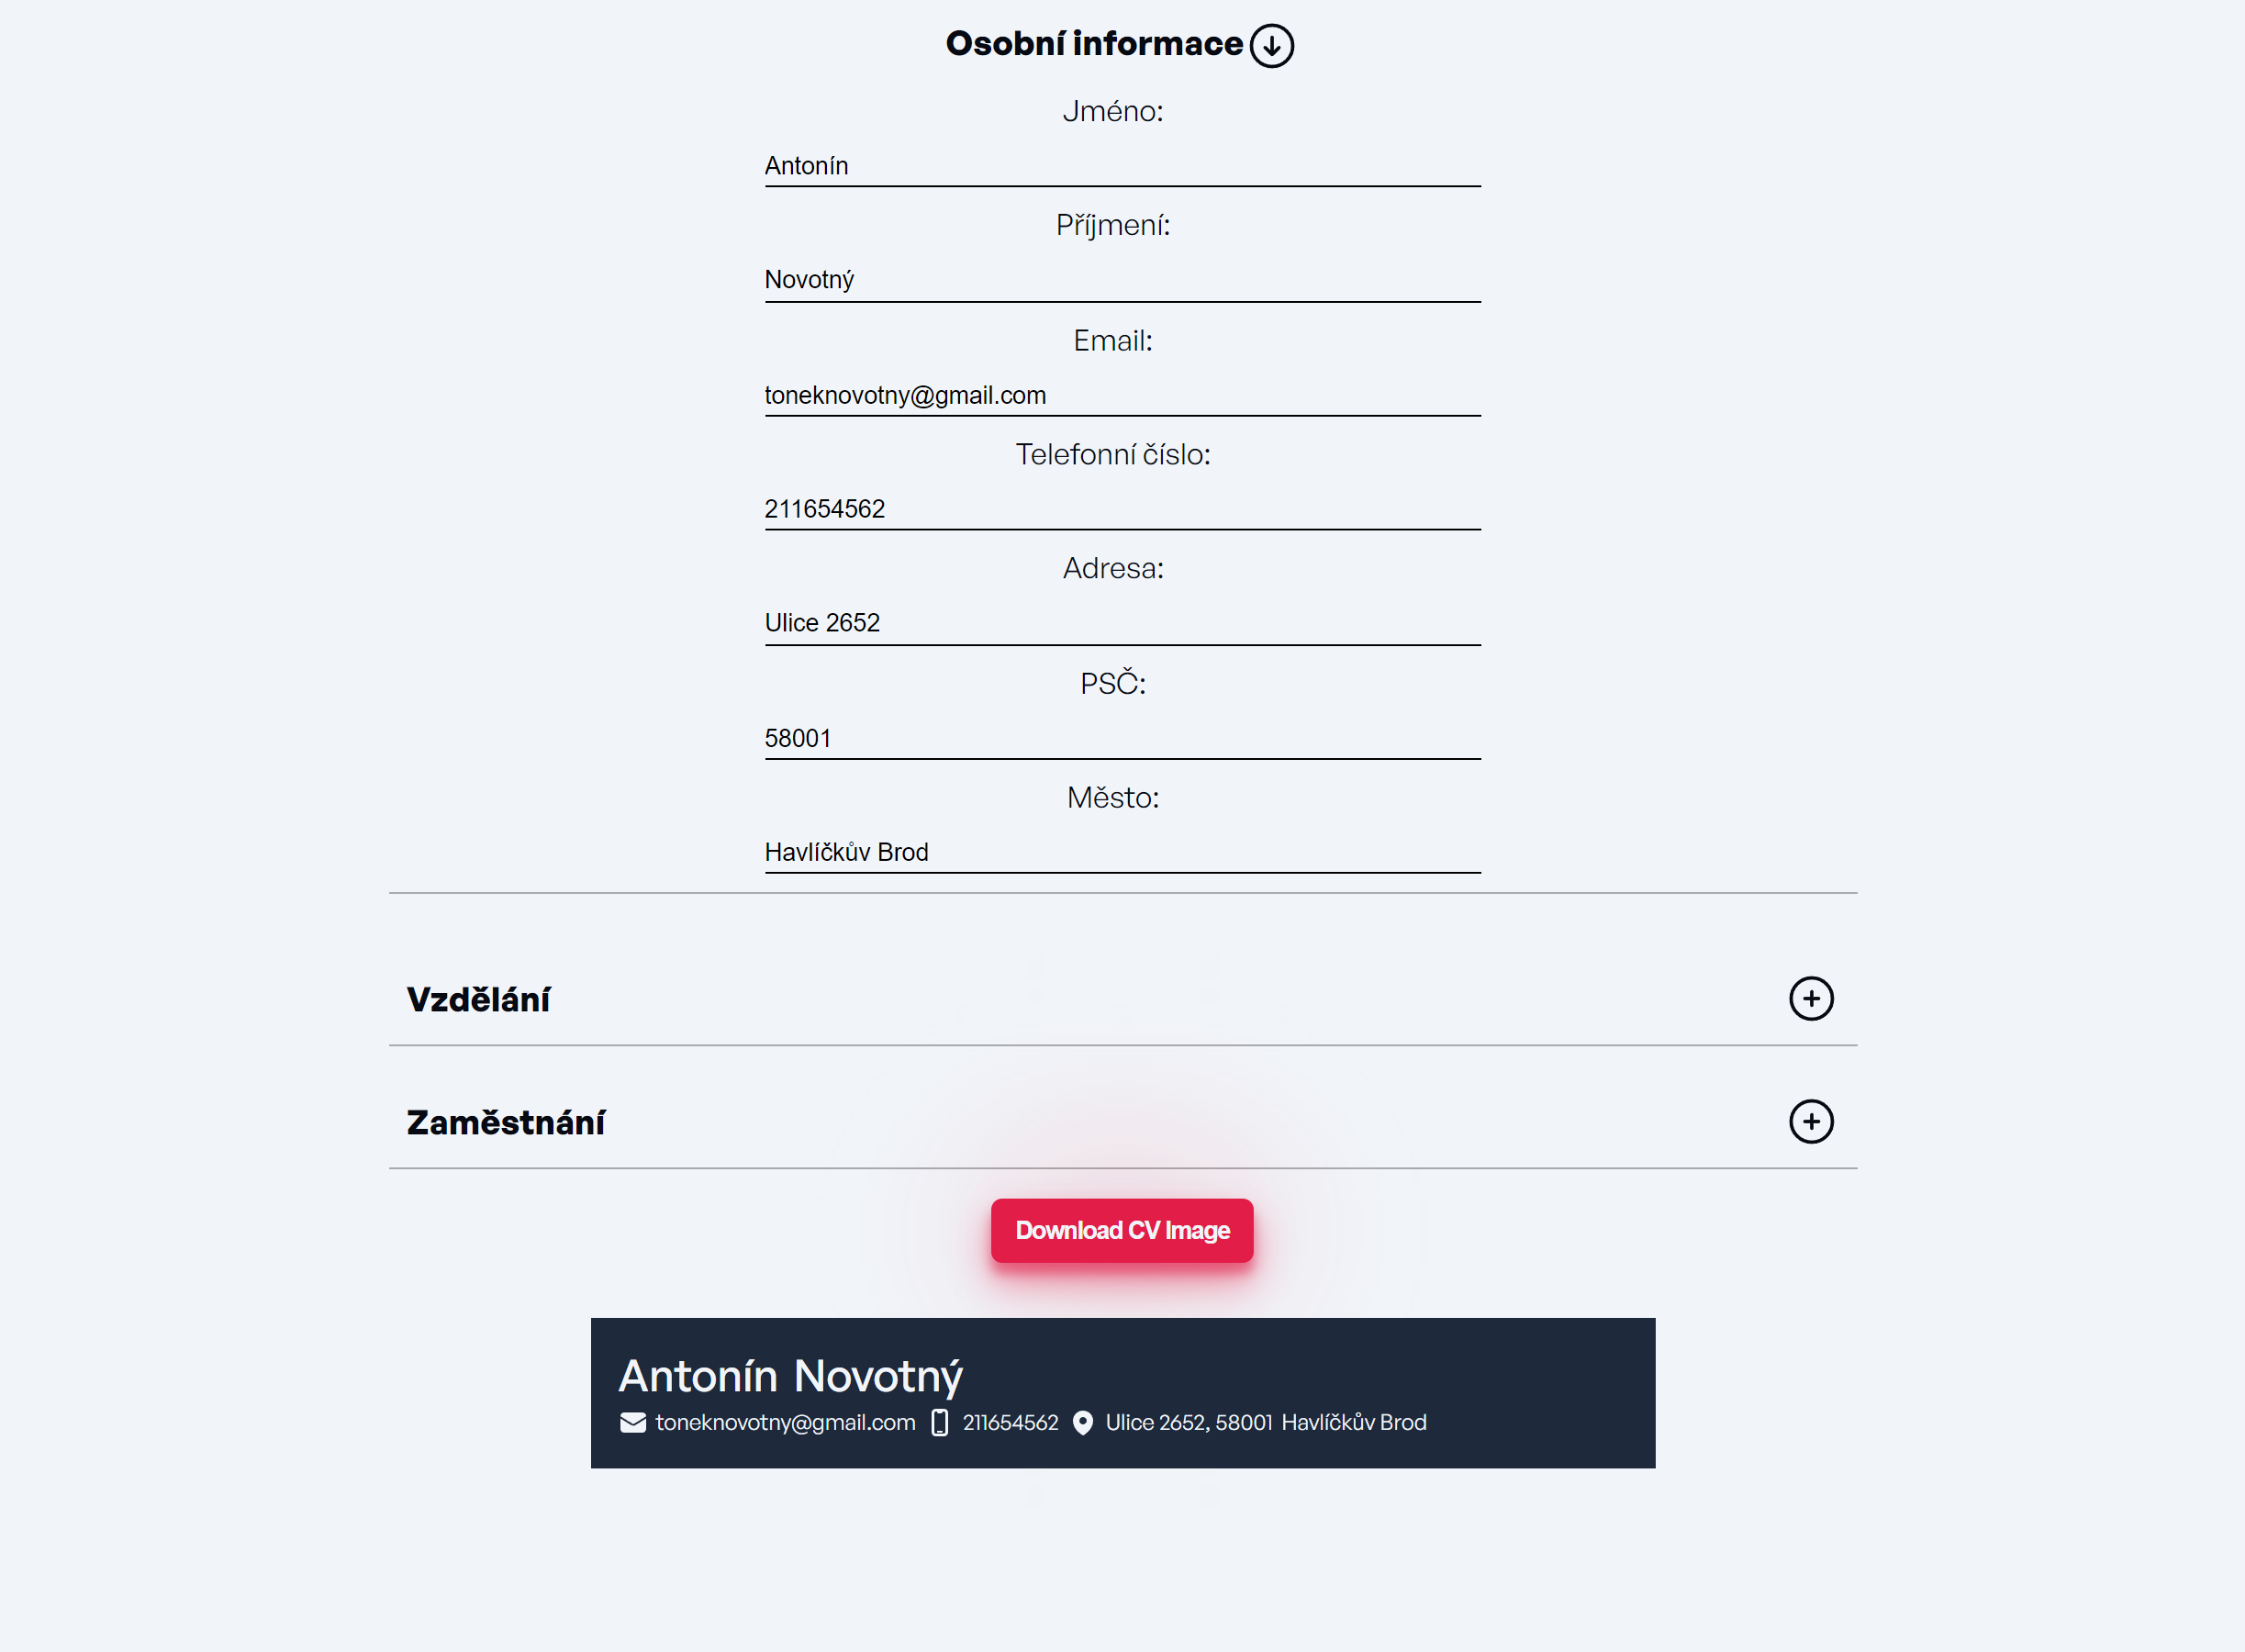 Osobní informace
Jméno:
Antonín
Příjmení:
Novotný
Email:
toneknovotny@gmail.com
Telefonní číslo:
211654562
Adresa:
Ulice 2652
PSČ:
58001
Město:
Havlíčkův Brod
Vzdělání
Zaměstnání
Download CV Image
Antonín Novotný
toneknovotny@gmail.com 211654562 Ulice 2652, 58001 Havlíčkův Brod